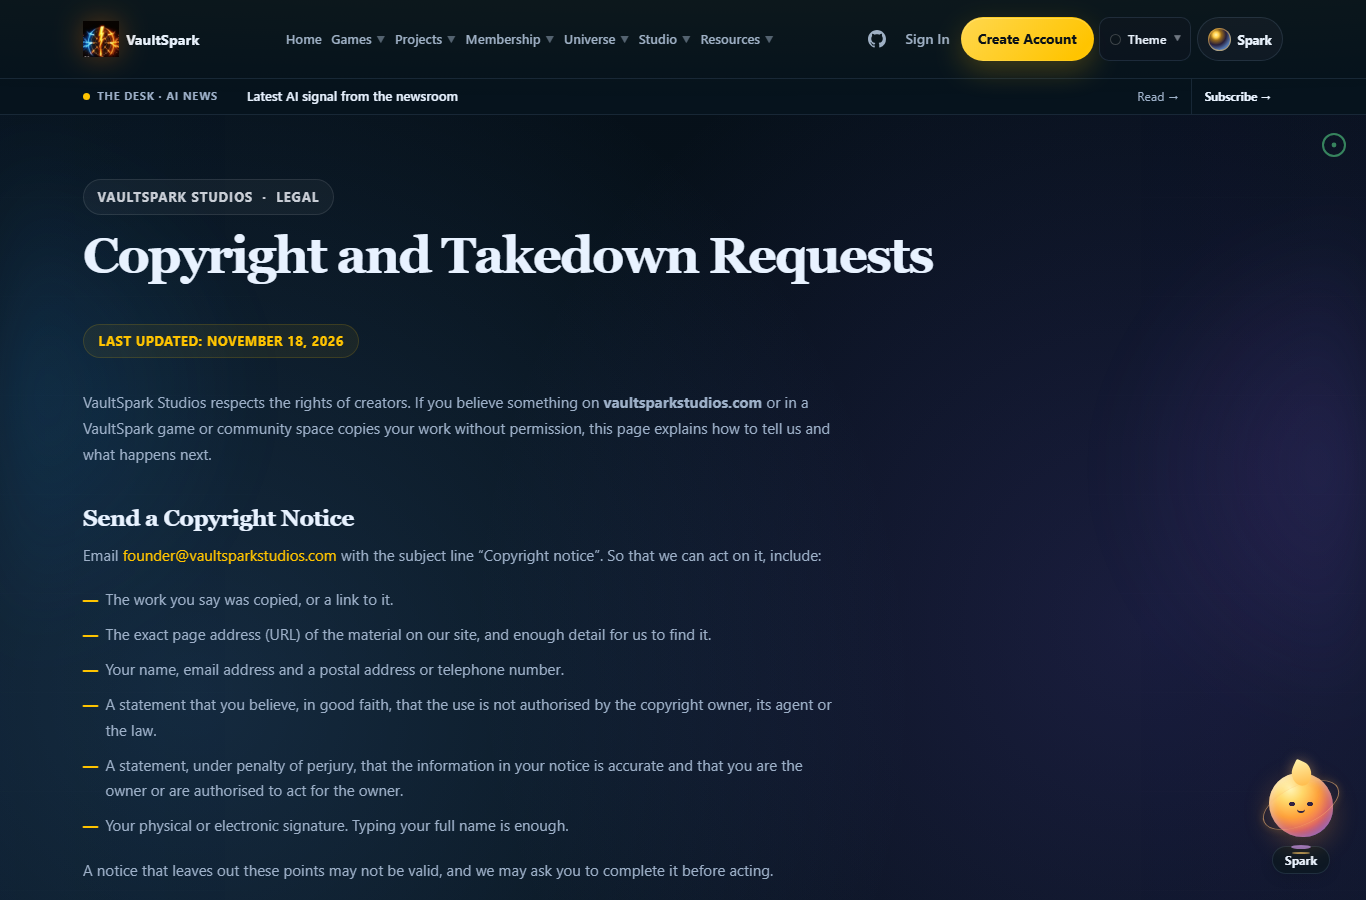 VaultSpark
Home Games Projects Membership Universe Studio Resources
Sign In
Create Account
Theme
Spark
THE DESK · AI NEWS
Latest AI signal from the newsroom
Read →
Subscribe →
VAULTSPARK STUDIOS · LEGAL
Copyright and Takedown Requests
LAST UPDATED: NOVEMBER 18, 2026
VaultSpark Studios respects the rights of creators. If you believe something on vaultsparkstudios.com or in a
VaultSpark game or community space copies your work without permission, this page explains how to tell us and
what happens next.
Send a Copyright Notice
Email founder@vaultsparkstudios.com with the subject line “Copyright notice”. So that we can act on it, include:
— The work you say was copied, or a link to it.
— The exact page address (URL) of the material on our site, and enough detail for us to find it.
— Your name, email address and a postal address or telephone number.
— A statement that you believe, in good faith, that the use is not authorised by the copyright owner, its agent or
the law.
— A statement, under penalty of perjury, that the information in your notice is accurate and that you are the
owner or are authorised to act for the owner.
— Your physical or electronic signature. Typing your full name is enough.
A notice that leaves out these points may not be valid, and we may ask you to complete it before acting.
Spark